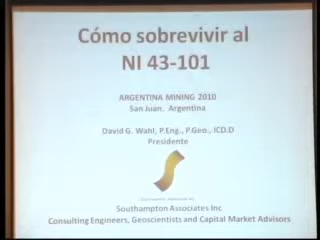 Cómo sobrevivir al
NI 43-101
ARGENTINA MINING 2010
San Juan. Argentina
David G. Wahl, P.Eng., P.Geo., ICD.D
Presidente
Southampton Associates Inc
Consulting Engineers, Geoscientists and Capital Market Advisors